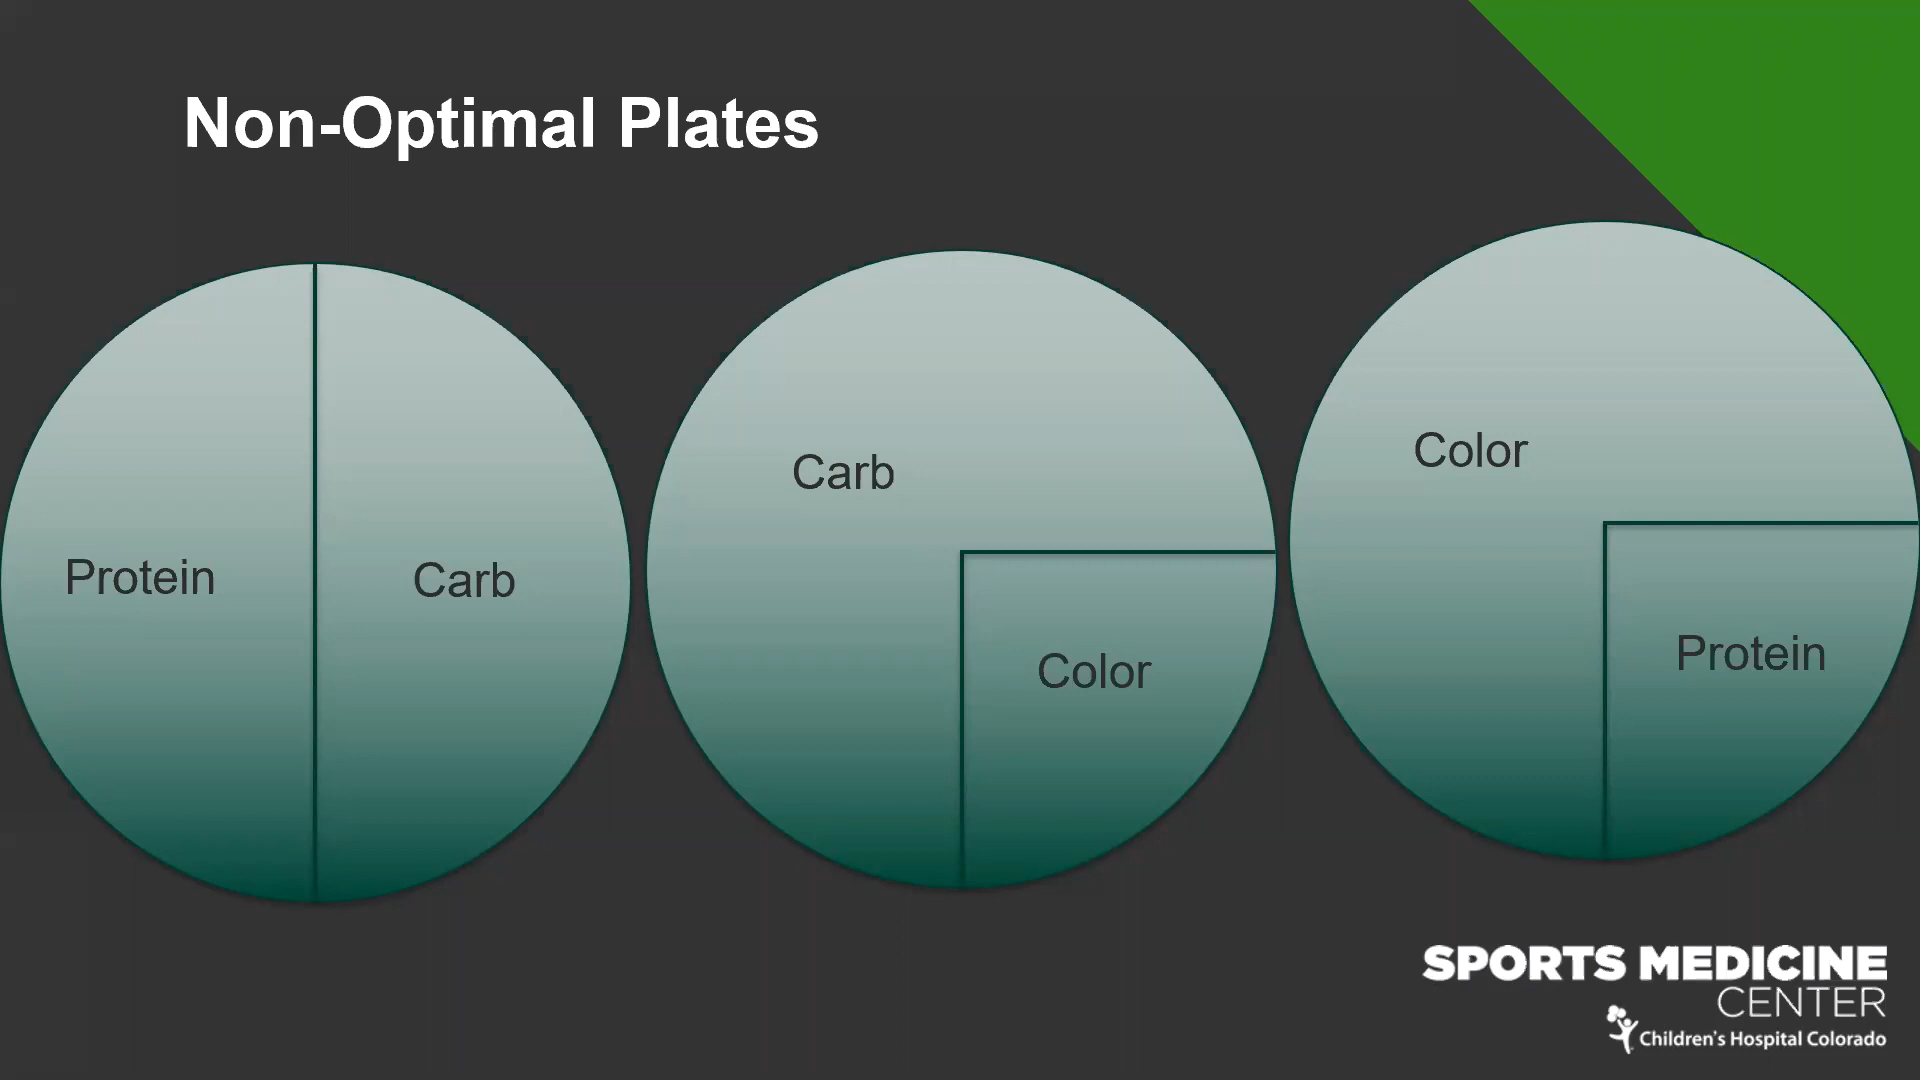 Non-Optimal Plates
Protein
Carb
Carb
Color
Color
Protein
SPORTS MEDICINE
CENTER
Children's Hospital Colorado